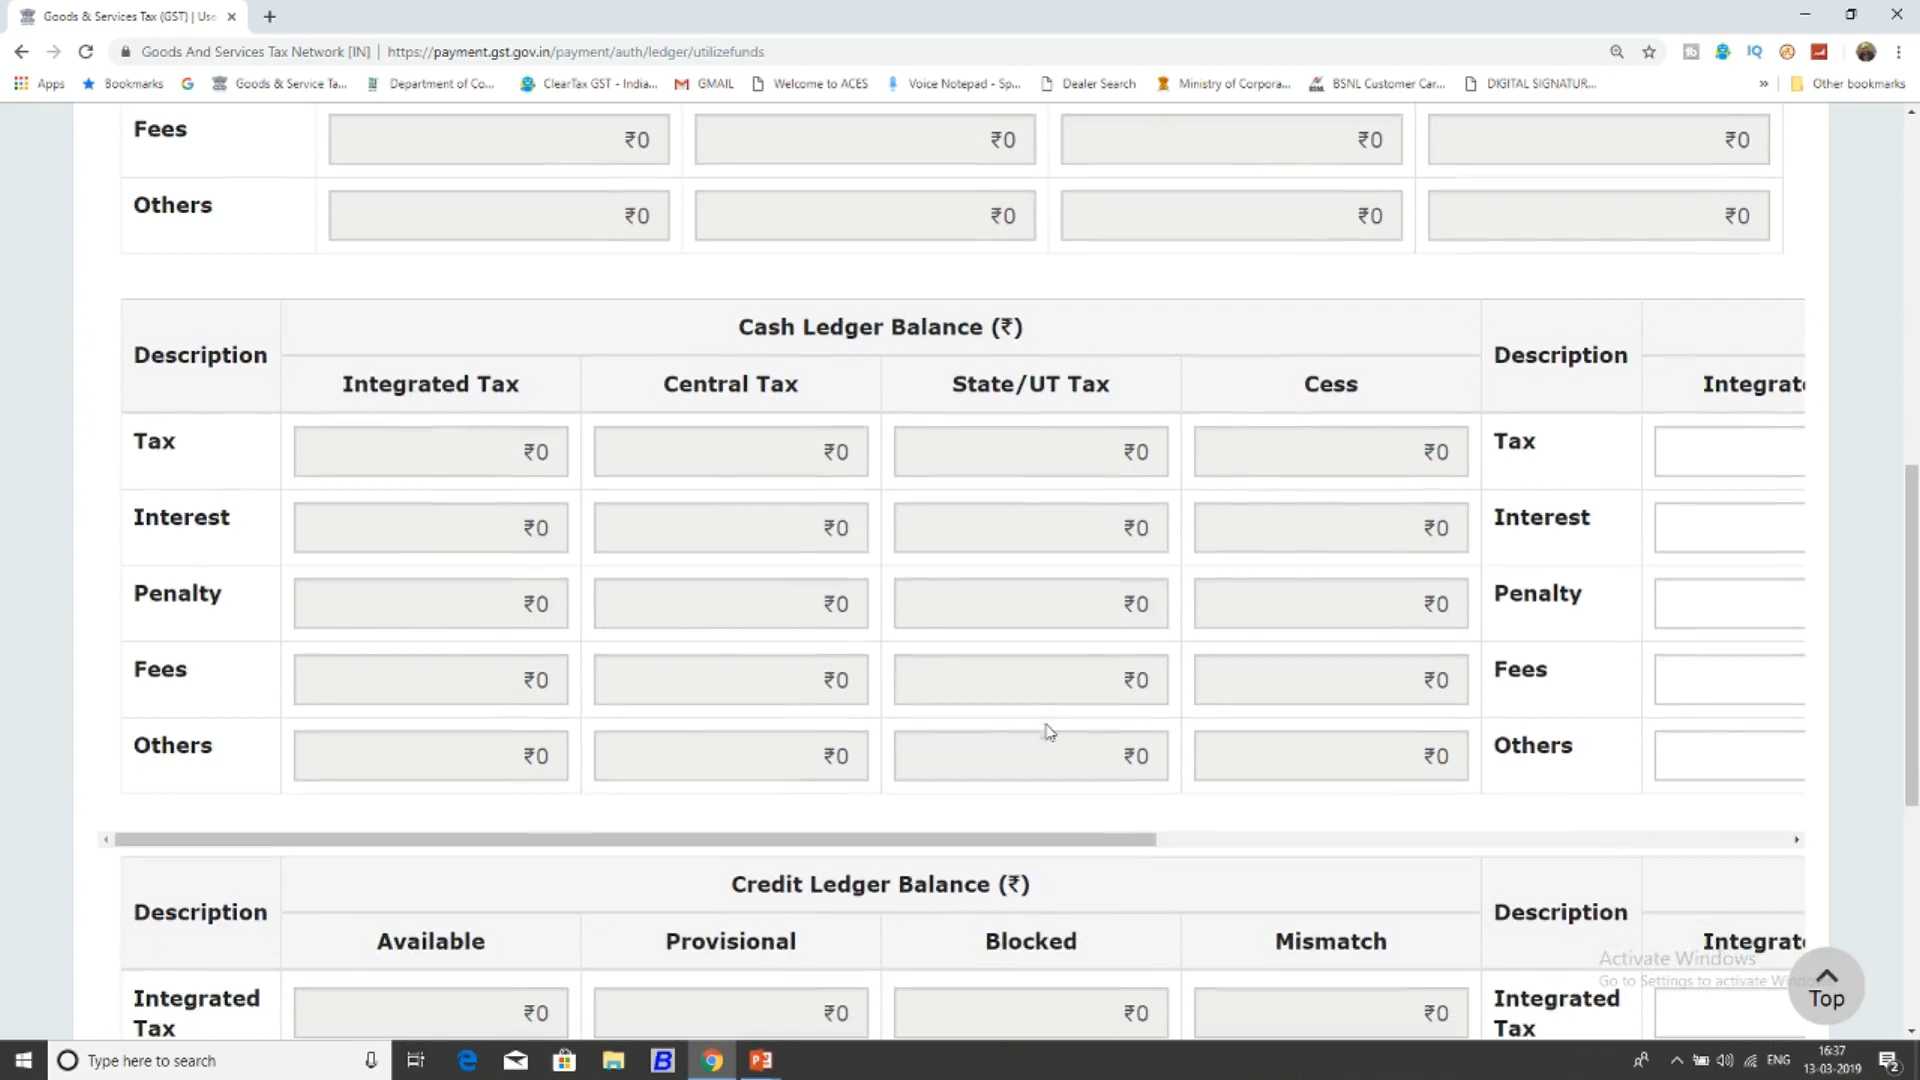 Goods & Services Tax (GST) | Use
Goods And Services Tax Network [IN] | https://payment.gst.gov.in/payment/auth/ledger/utilizefunds
Apps Bookmarks Goods & Service Ta... Department of Co... ClearTax GST - India... GMAIL Welcome to ACES Voice Notepad - Sp... Dealer Search Ministry of Corpora... BSNL Customer Car... DIGITAL SIGNATUR... » Other bookmarks
Fees ₹0 ₹0 ₹0 ₹0
Others ₹0 ₹0 ₹0 ₹0
Cash Ledger Balance (₹)
Description Description
Integrated Tax Central Tax State/UT Tax Cess Integrat
Tax ₹0 ₹0 ₹0 ₹0 Tax
Interest ₹0 ₹0 ₹0 ₹0 Interest
Penalty ₹0 ₹0 ₹0 ₹0 Penalty
Fees ₹0 ₹0 ₹0 ₹0 Fees
Others ₹0 ₹0 ₹0 ₹0 Others
Credit Ledger Balance (₹)
Description Description
Available Provisional Blocked Mismatch Integrat
Activate Windows
Go to Settings to activate
Integrated Tax ₹0 ₹0 ₹0 ₹0 Integrated Tax
Top
Type here to search
ENG 16:37
13-03-2019
2